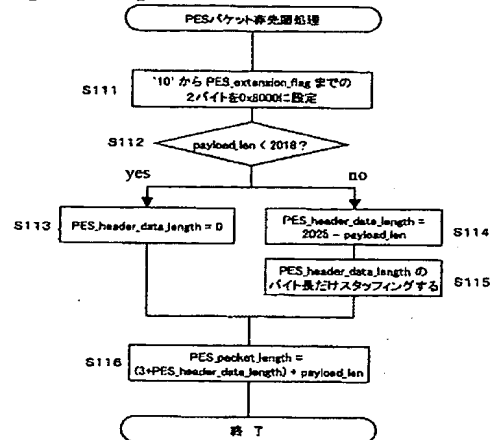 PESパケット非先頭処理
S111
'10' から PES_extension_flag までの
2バイトを0x8000に設定
S112
payload_len < 2018 ?
yes
no
S113
PES_header_data_length = 0
PES_header_data_length =
2025 - payload_len
S114
PES_header_data_length の
バイト長だけスタッフィングする
S115
S116
PES_packet_length =
(3+PES_header_data_length) + payload_len
終 了